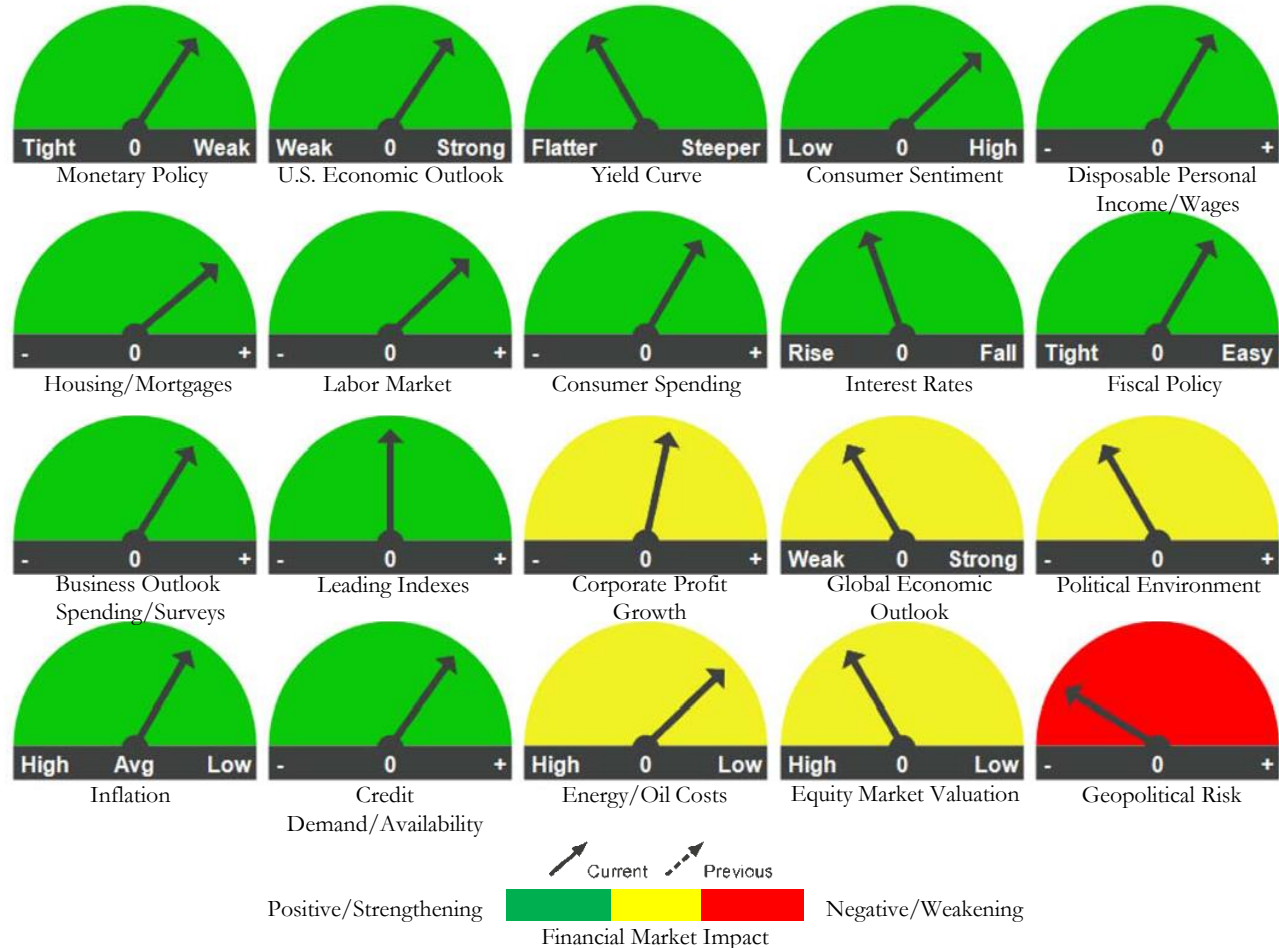 Tight 0 Weak
Monetary Policy
Weak 0 Strong
U.S. Economic Outlook
Flatter Steeper
Yield Curve
Low 0 High
Consumer Sentiment
- 0 +
Disposable Personal
Income/Wages
- 0 +
Housing/Mortgages
- 0 +
Labor Market
- 0 +
Consumer Spending
Rise 0 Fall
Interest Rates
Tight 0 Easy
Fiscal Policy
- 0 +
Business Outlook
Spending/Surveys
- 0 +
Leading Indexes
- 0 +
Corporate Profit
Growth
Weak 0 Strong
Global Economic
Outlook
- 0 +
Political Environment
High Avg Low
Inflation
- 0 +
Credit
Demand/Availability
High 0 Low
Energy/Oil Costs
High 0 Low
Equity Market Valuation
- 0 +
Geopolitical Risk
Current Previous
Positive/Strengthening Negative/Weakening
Financial Market Impact